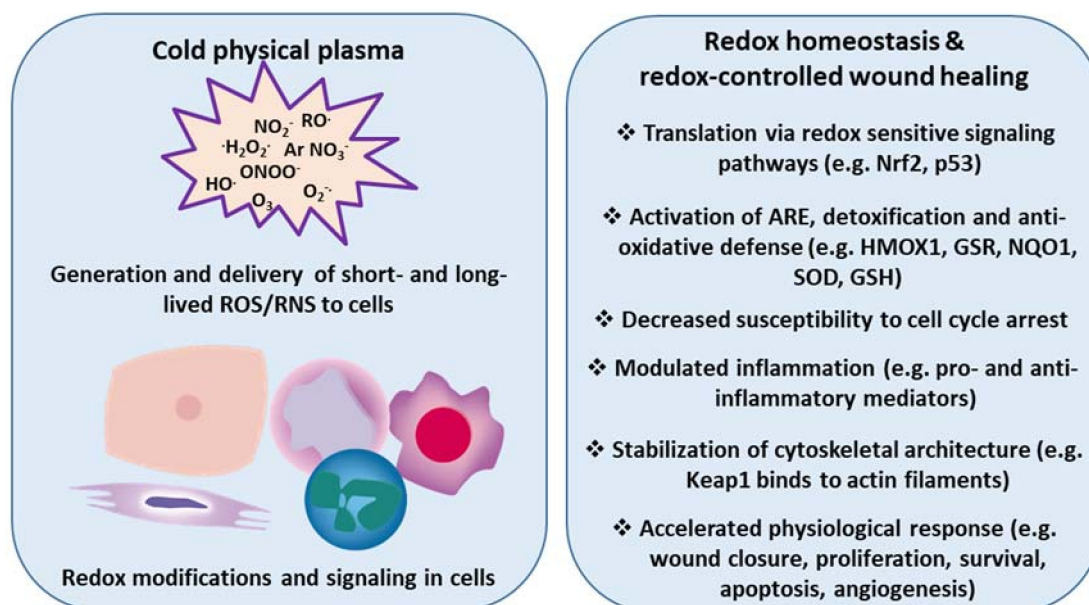 Cold physical plasma
NO₂⁻ RO·
·H₂O₂· Ar NO₃⁻
ONOO⁻
HO· O₂⁻·
O₃
Generation and delivery of short- and long-
lived ROS/RNS to cells
Redox modifications and signaling in cells
Redox homeostasis &
redox-controlled wound healing
❖ Translation via redox sensitive signaling
pathways (e.g. Nrf2, p53)
❖ Activation of ARE, detoxification and anti-
oxidative defense (e.g. HMOX1, GSR, NQO1,
SOD, GSH)
❖ Decreased susceptibility to cell cycle arrest
❖ Modulated inflammation (e.g. pro- and anti-
inflammatory mediators)
❖ Stabilization of cytoskeletal architecture (e.g.
Keap1 binds to actin filaments)
❖ Accelerated physiological response (e.g.
wound closure, proliferation, survival,
apoptosis, angiogenesis)